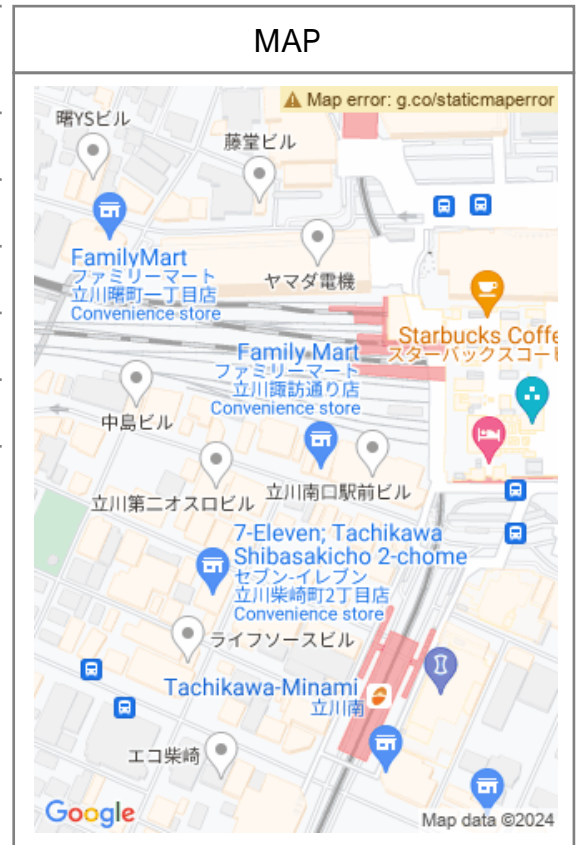 MAP
Map error: g.co/staticmaperror
曙YSビル
藤堂ビル
FamilyMart
ファミリーマート
立川曙町一丁目店
Convenience store
ヤマダ電機
Starbucks Coffe
スターバックスコーヒ
Family Mart
ファミリーマート
立川諏訪通り店
Convenience store
中島ビル
立川第二オスロビル
立川南口駅前ビル
7-Eleven; Tachikawa
Shibasakicho 2-chome
セブン-イレブン
立川柴崎町2丁目店
Convenience store
ライフソースビル
Tachikawa-Minami
立川南
エコ柴崎
Google
Map data ©2024